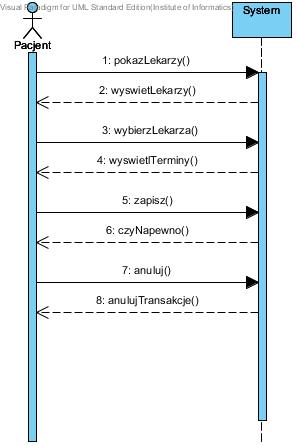 Visual Paradigm for UML Standard Edition(Institute of Informatics
System
Pacjent
1: pokazLekarzy()
2: wyswietLekarzy()
3: wybierzLekarza()
4: wyswietlTerminy()
5: zapisz()
6: czyNapewno()
7: anuluj()
8: anulujTransakcje()